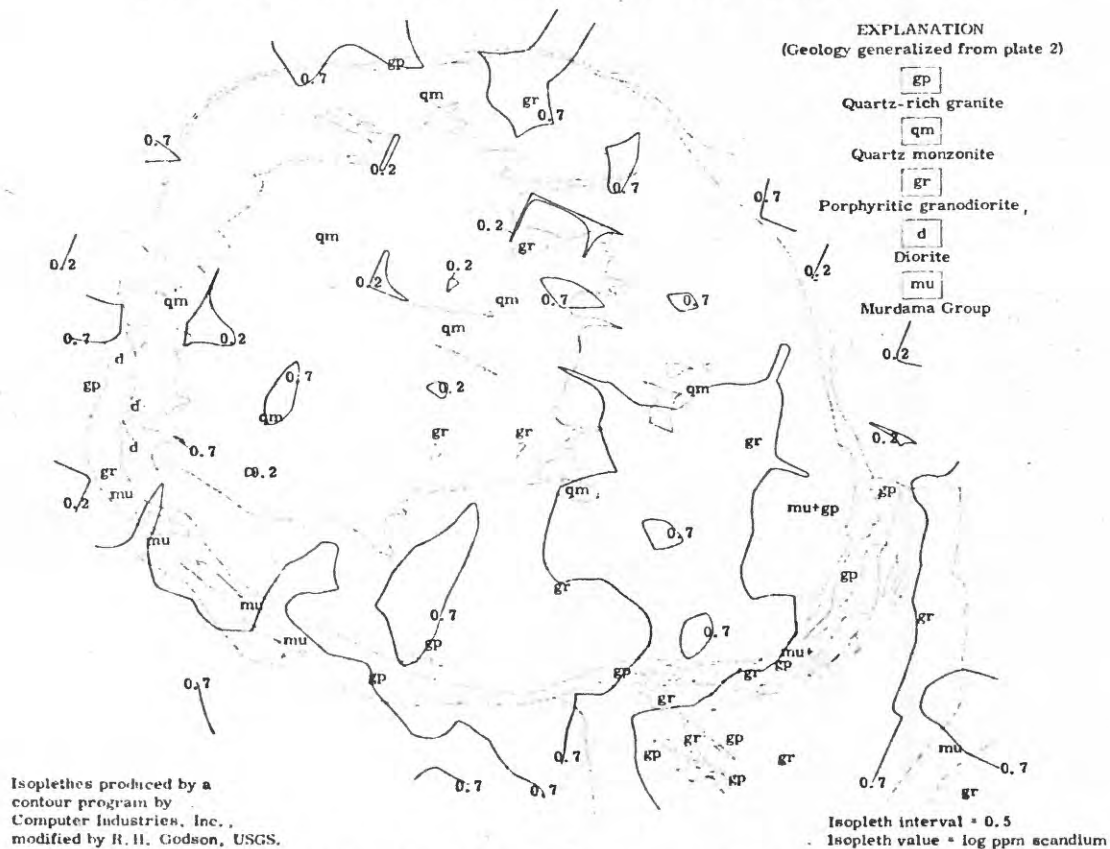 EXPLANATION
(Geology generalized from plate 2)
gp
Quartz-rich granite
qm
Quartz monzonite
gr
Porphyritic granodiorite,
d
Diorite
mu
Murdama Group
gp
0.7
qm
gr
0.7
0.7
0.2
0.7
0.7
0.2
qm
gr
0.2
0.2
0.2
0.2
qm
qm
0.7
0.7
qm
0.7
0.2
0.2
d
gp
0.7
0.2
qm
d
qm
gr
gr
gr
0.2
d
0.7
gr
0.2
mu
0.2
qm
gp
mu+gp
mu
0.7
gp
gr
mu
0.7
gr
mu
gp
0.7
mu+
gp
gp
gr
gp
0.7
gr
gr
gp
mu
gp
gr
0.7
0.7
gp
0.7
0.7
0.7
gr
Isoplethes produced by a
contour program by
Computer Industries, Inc.,
modified by R. H. Godson, USGS.
Isopleth interval = 0.5
Isopleth value = log ppm scandium